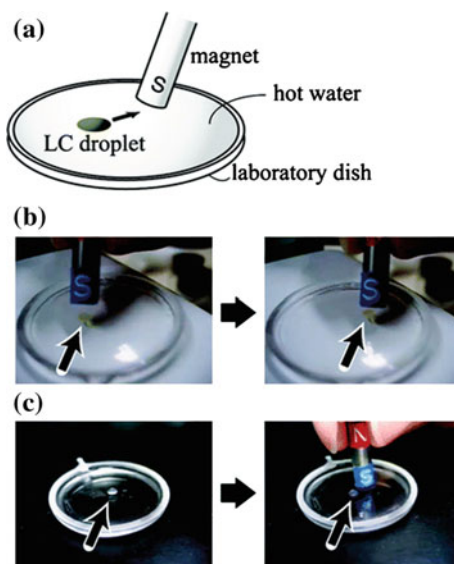 (a)
magnet
S
hot water
LC droplet
laboratory dish
(b)
S
S
(c)
N
S